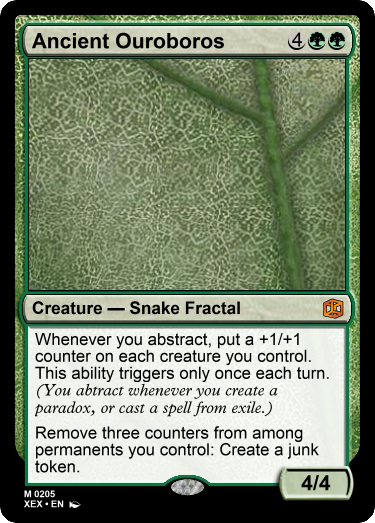 Ancient Ouroboros 4
Creature — Snake Fractal
Whenever you abstract, put a +1/+1
counter on each creature you control.
This ability triggers only once each turn.
(You abtract whenever you create a
paradox, or cast a spell from exile.)
Remove three counters from among
permanents you control: Create a junk
token.
4/4
M 0205
XEX • EN